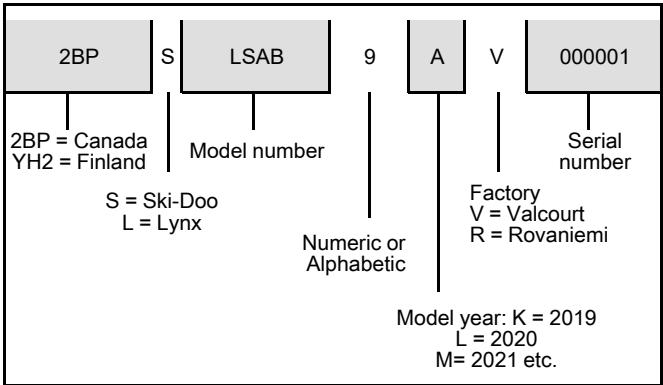 2BP S LSAB 9 A V 000001
2BP = Canada
YH2 = Finland
Model number
Serial
number
S = Ski-Doo
L = Lynx
Factory
V = Valcourt
R = Rovaniemi
Numeric or
Alphabetic
Model year: K = 2019
L = 2020
M= 2021 etc.